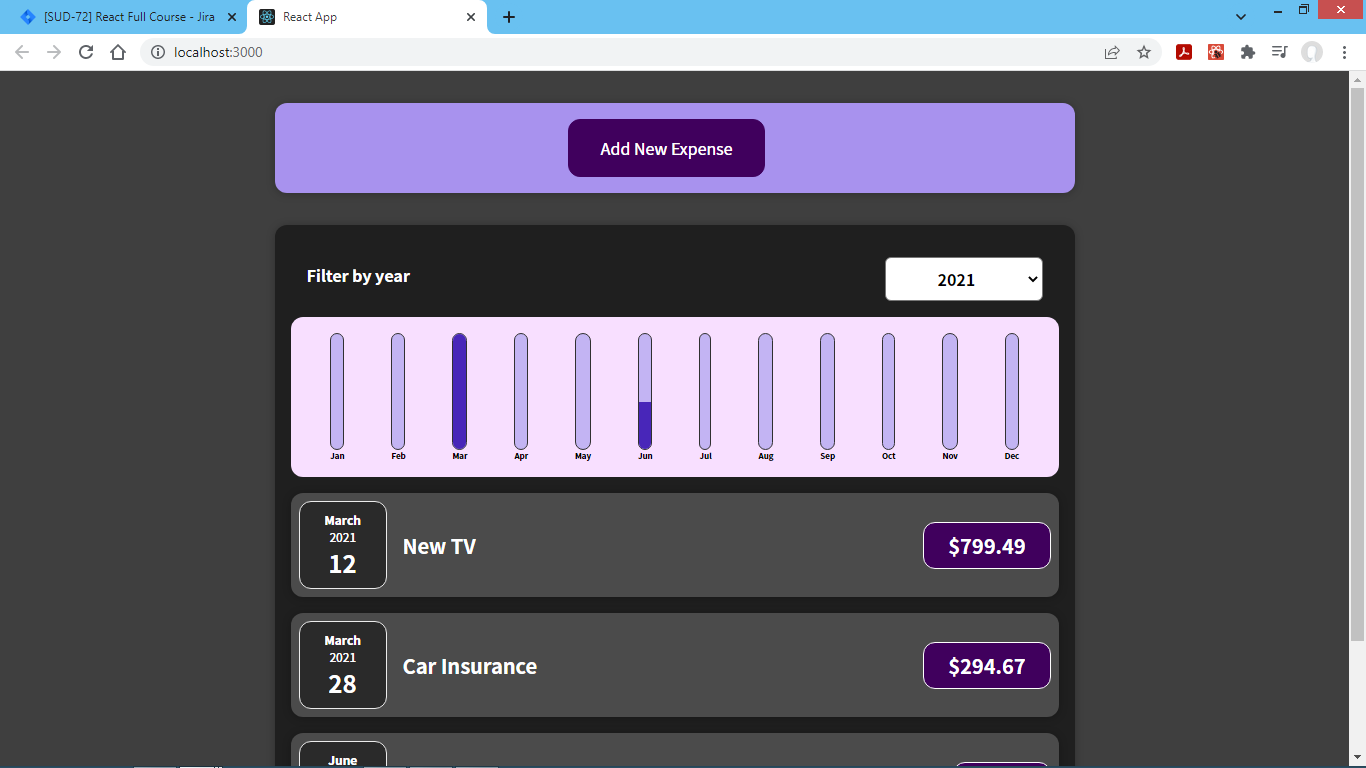 [SUD-72] React Full Course - Jira
React App
localhost:3000
Add New Expense
Filter by year
2021
Jan Feb Mar Apr May Jun Jul Aug Sep Oct Nov Dec
March
2021
12
New TV
$799.49
March
2021
28
Car Insurance
$294.67
June